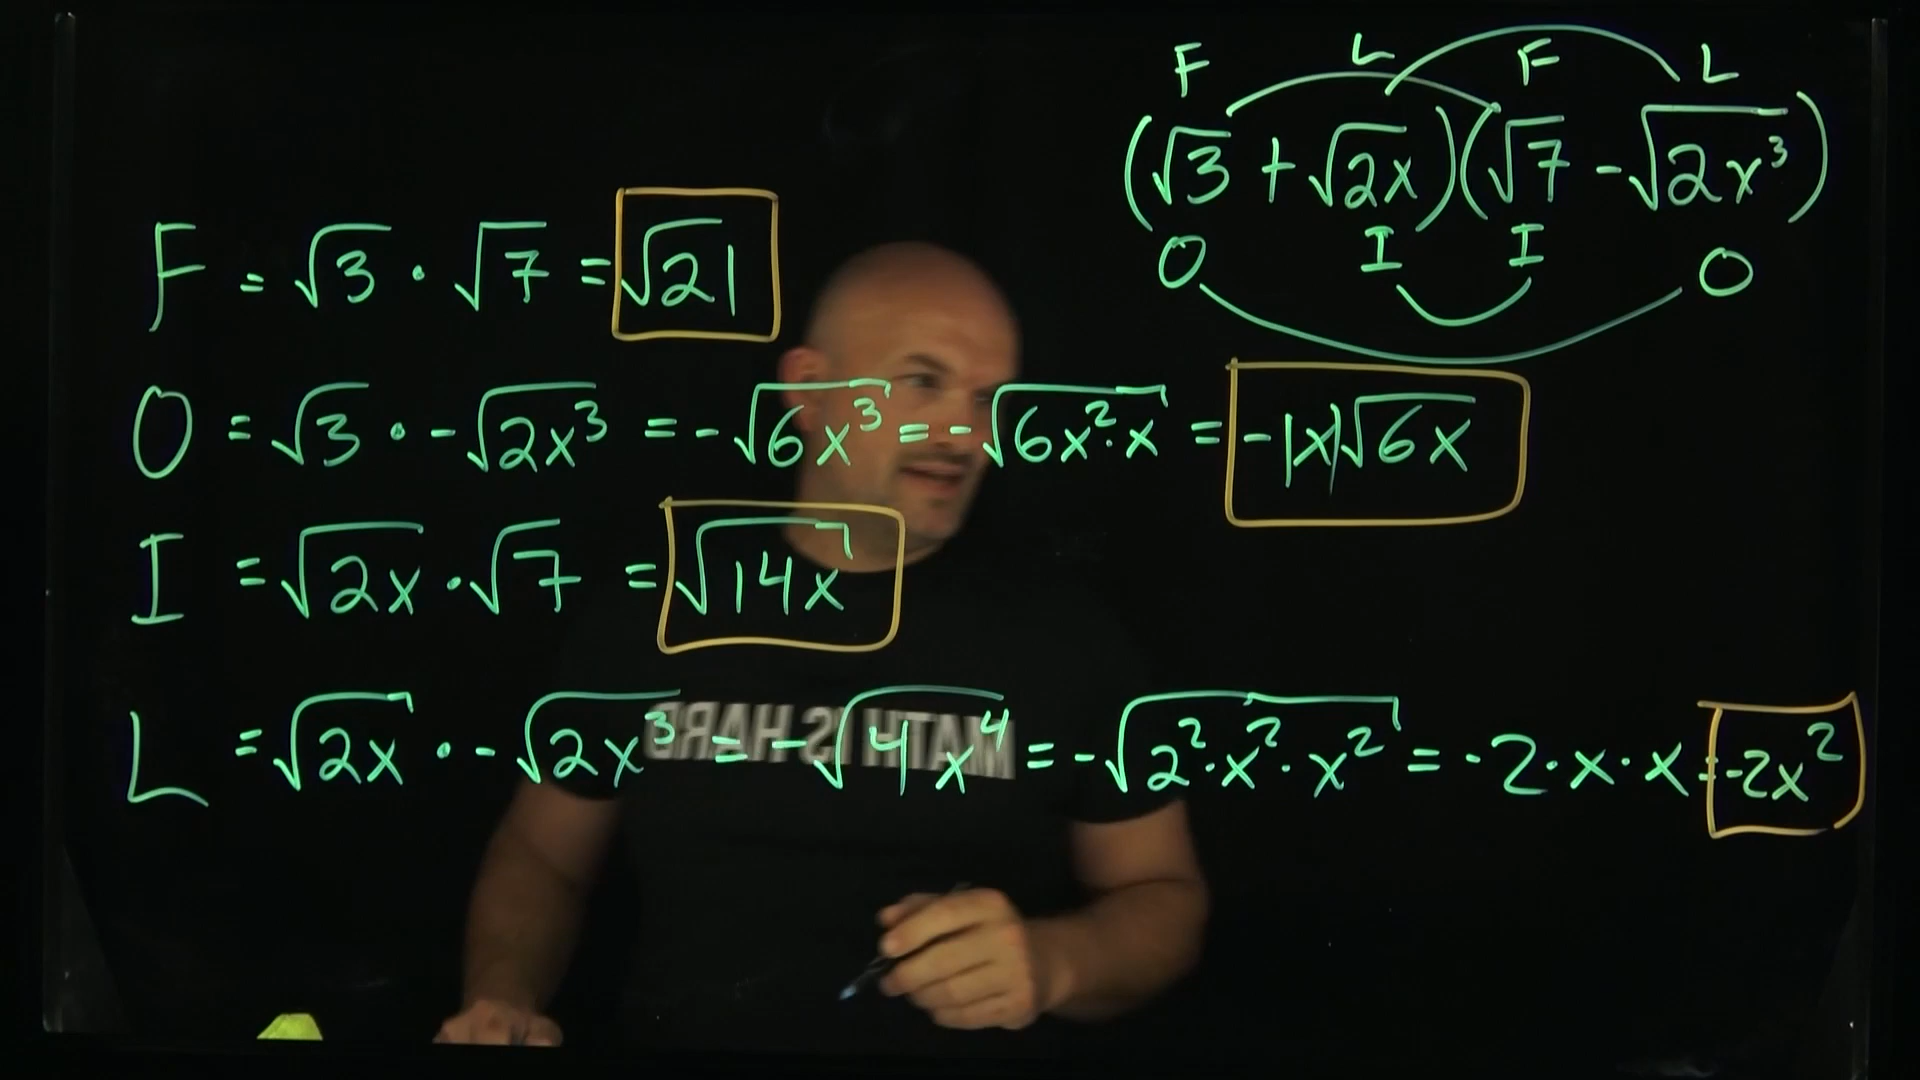 F L F L
(√3 + √2x)(√7 - √2x³)
O I I O
F = √3 · √7 = √21
O = √3 · -√2x³ = -√6x³ = -√6x²·x = -|x|√6x
I = √2x · √7 = √14x
L = √2x · -√2x³ = -√4x⁴ = -√2²·x²·x² = -2·x·x = -2x²
MATH IS HARD